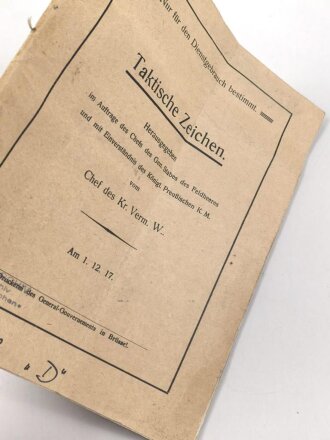 Nur für den Dienstgebrauch bestimmt.
Taktische Zeichen.
Herausgegeben
im Auftrage des Chefs des Gen. Stabes des Feldheeres
und mit Einverständnis des Königl. Preußischen K. M.
vom
Chef des Kr. Verm. W.
Am 1. 12. 17.
des General-Gouvernements in Brüssel.
"D"